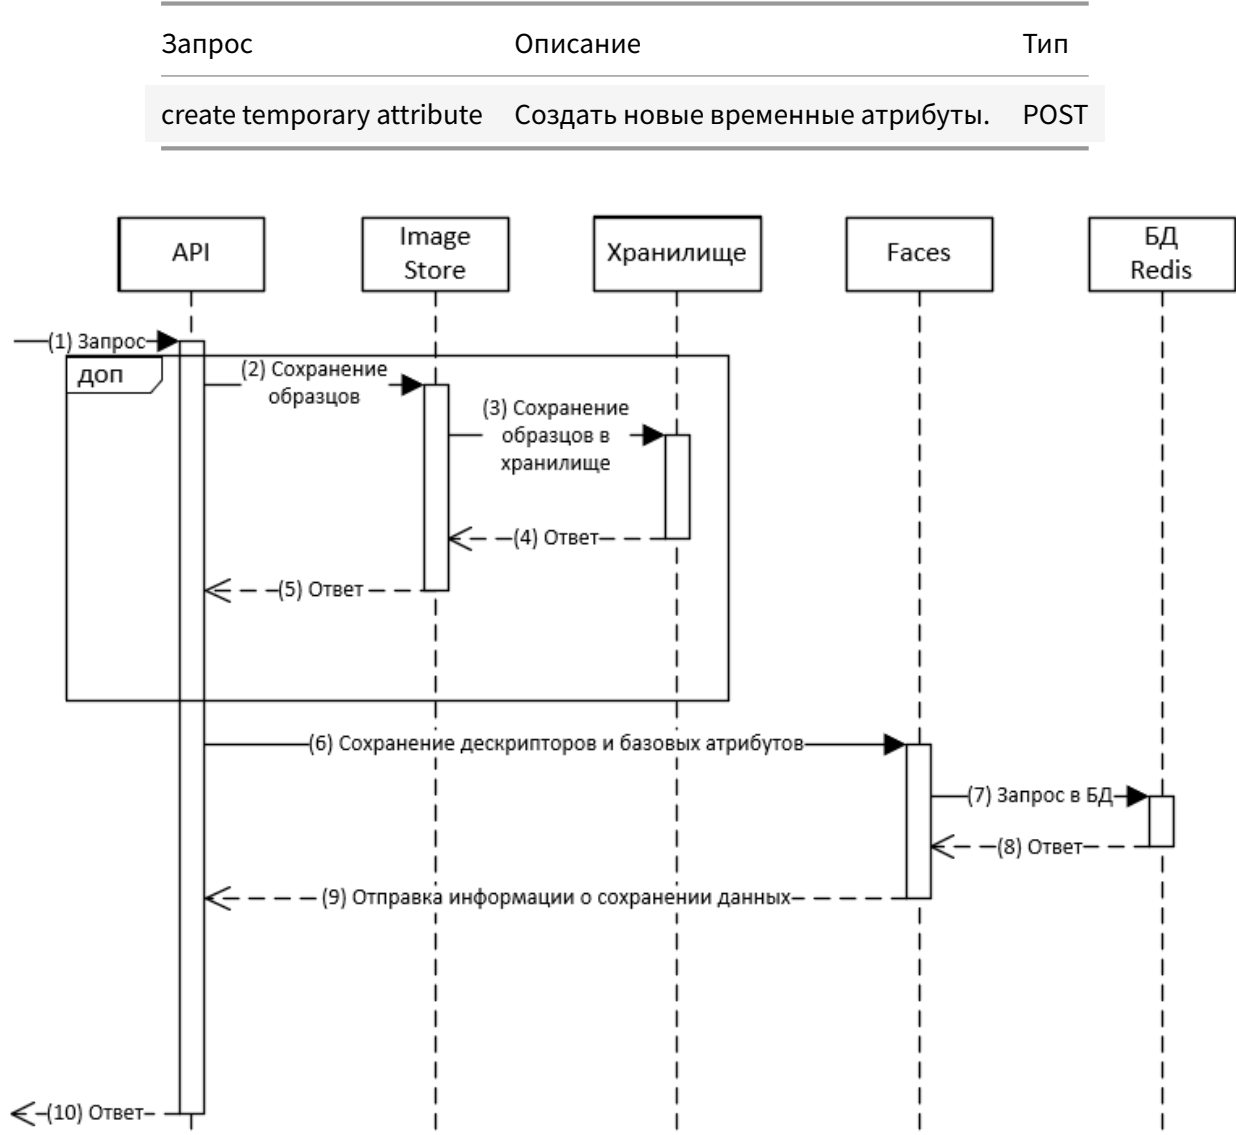 Запрос Описание Тип
create temporary attribute Создать новые временные атрибуты. POST
API
Image
Store
Хранилище
Faces
БД
Redis
(1) Запрос
доп
(2) Сохранение
образцов
(3) Сохранение
образцов в
хранилище
(4) Ответ
(5) Ответ
(6) Сохранение дескрипторов и базовых атрибутов
(7) Запрос в БД
(8) Ответ
(9) Отправка информации о сохранении данных
(10) Ответ